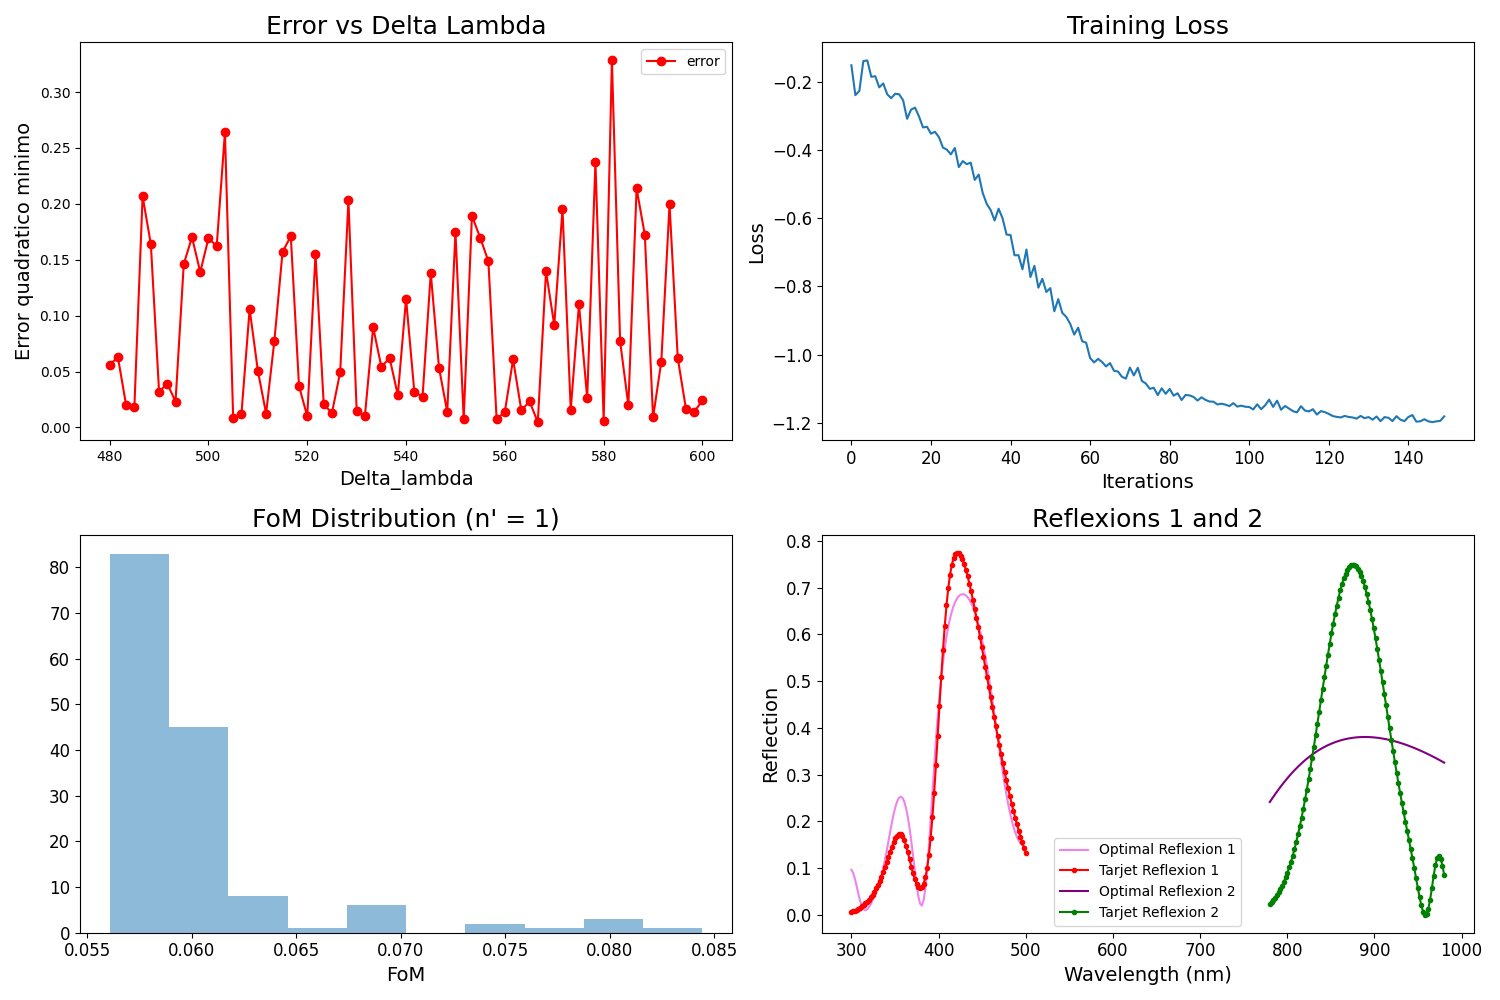 Error vs Delta Lambda
error
0.30
0.25
0.20
0.15
0.10
0.05
0.00
Error quadratico minimo
480 500 520 540 560 580 600
Delta_lambda
Training Loss
−0.2
−0.4
−0.6
−0.8
−1.0
−1.2
Loss
0 20 40 60 80 100 120 140
Iterations
FoM Distribution (n' = 1)
80
70
60
50
40
30
20
10
0
0.055 0.060 0.065 0.070 0.075 0.080 0.085
FoM
Reflexions 1 and 2
0.8
0.7
0.6
0.5
0.4
0.3
0.2
0.1
0.0
Reflection
Optimal Reflexion 1
Tarjet Reflexion 1
Optimal Reflexion 2
Tarjet Reflexion 2
300 400 500 600 700 800 900 1000
Wavelength (nm)